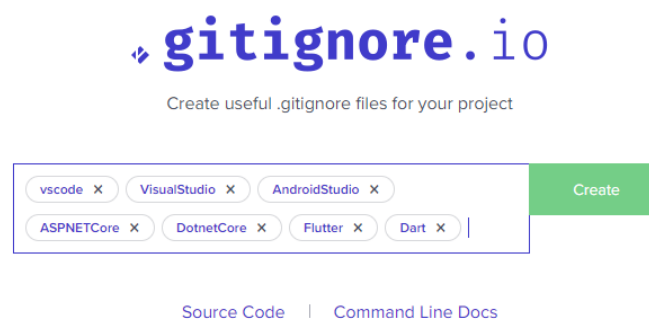 gitignore.io
Create useful .gitignore files for your project
vscode X VisualStudio X AndroidStudio X
Create
ASPNETCore X DotnetCore X Flutter X Dart X
Source Code | Command Line Docs